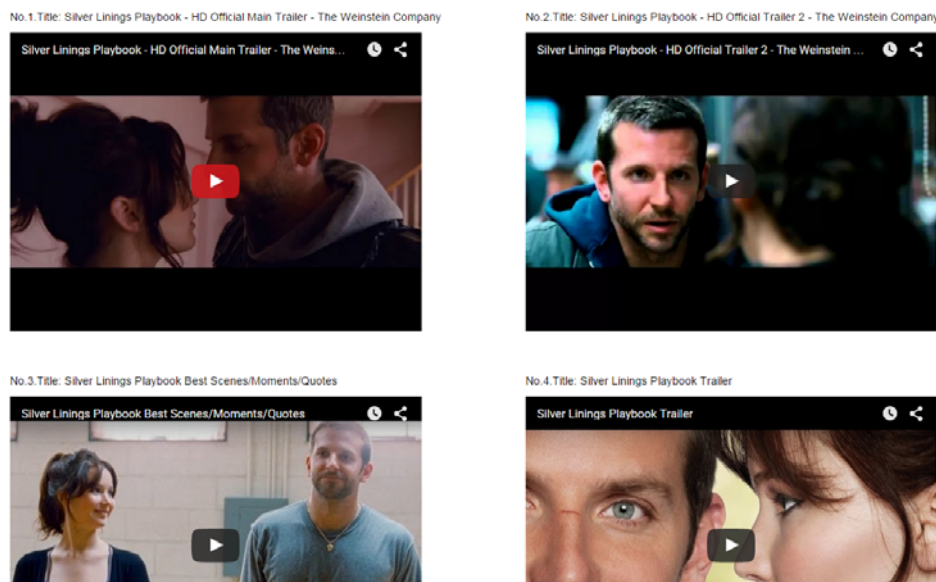 No.1.Title: Silver Linings Playbook - HD Official Main Trailer - The Weinstein Company
No.2.Title: Silver Linings Playbook - HD Official Trailer 2 - The Weinstein Company
Silver Linings Playbook - HD Official Main Trailer - The Weins...
Silver Linings Playbook - HD Official Trailer 2 - The Weinstein ...
No.3.Title: Silver Linings Playbook Best Scenes/Moments/Quotes
No.4.Title: Silver Linings Playbook Trailer
Silver Linings Playbook Best Scenes/Moments/Quotes
Silver Linings Playbook Trailer